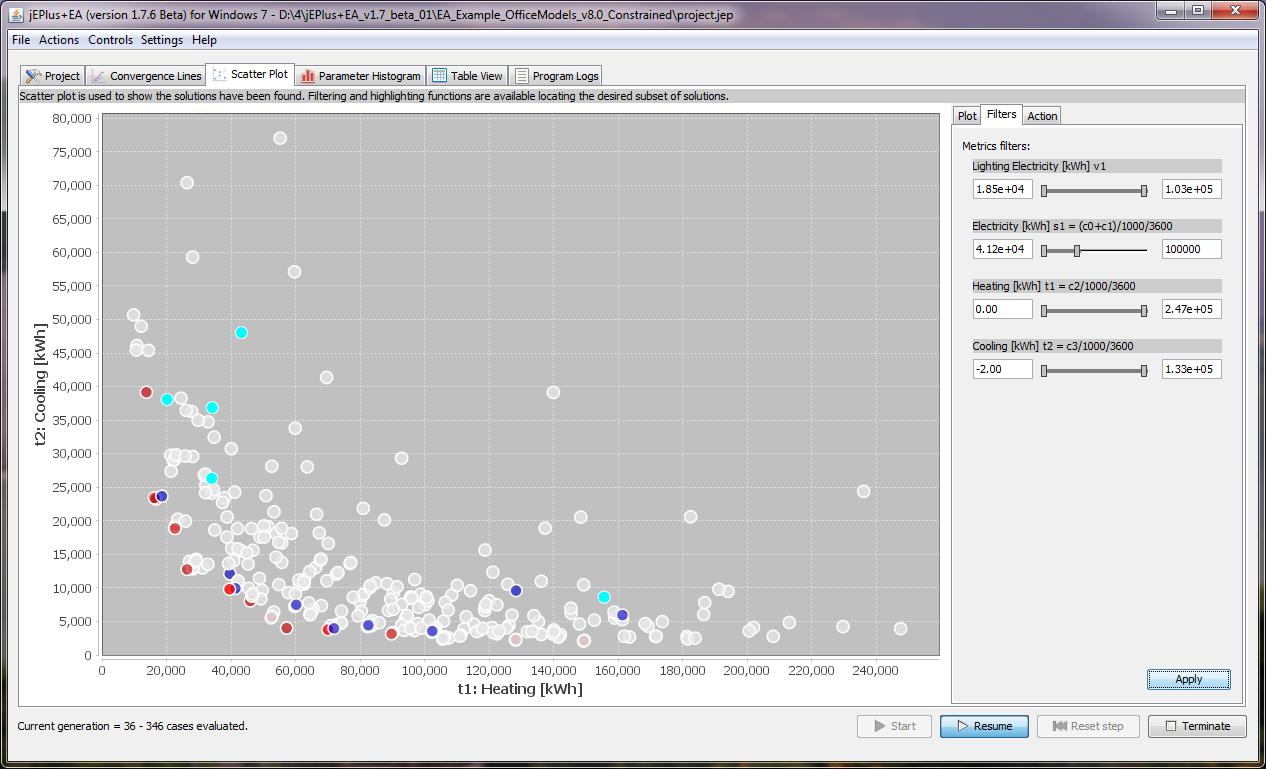 jEPlus+EA (version 1.7.6 Beta) for Windows 7 - D:\4\jEPlus+EA_v1.7_beta_01\EA_Example_OfficeModels_v8.0_Constrained\project.jep
File Actions Controls Settings Help
Project Convergence Lines Scatter Plot Parameter Histogram Table View Program Logs
Scatter plot is used to show the solutions have been found. Filtering and highlighting functions are available locating the desired subset of solutions.
80,000
75,000
70,000
65,000
60,000
55,000
50,000
45,000
40,000
35,000
30,000
25,000
20,000
15,000
10,000
5,000
0
t2: Cooling [kWh]
0 20,000 40,000 60,000 80,000 100,000 120,000 140,000 160,000 180,000 200,000 220,000 240,000
t1: Heating [kWh]
Plot Filters Action
Metrics filters:
Lighting Electricity [kWh] v1
1.85e+04 1.03e+05
Electricity [kWh] s1 = (c0+c1)/1000/3600
4.12e+04 100000
Heating [kWh] t1 = c2/1000/3600
0.00 2.47e+05
Cooling [kWh] t2 = c3/1000/3600
-2.00 1.33e+05
Apply
Current generation = 36 - 346 cases evaluated.
Start Resume Reset step Terminate